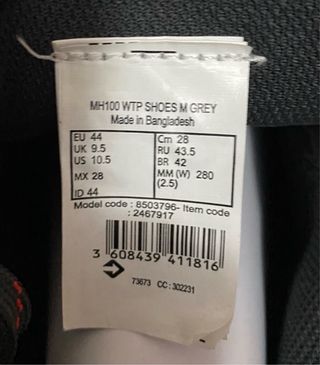 MH100 WTP SHOES M GREY
Made in Bangladesh
EU 44
UK 9.5
US 10.5
MX 28
ID 44
Cm 28
RU 43.5
BR 42
MM (W) 280
(2.5)
Model code : 8503796- Item code
: 2467917
3 608439 411816
73673 CC : 302231